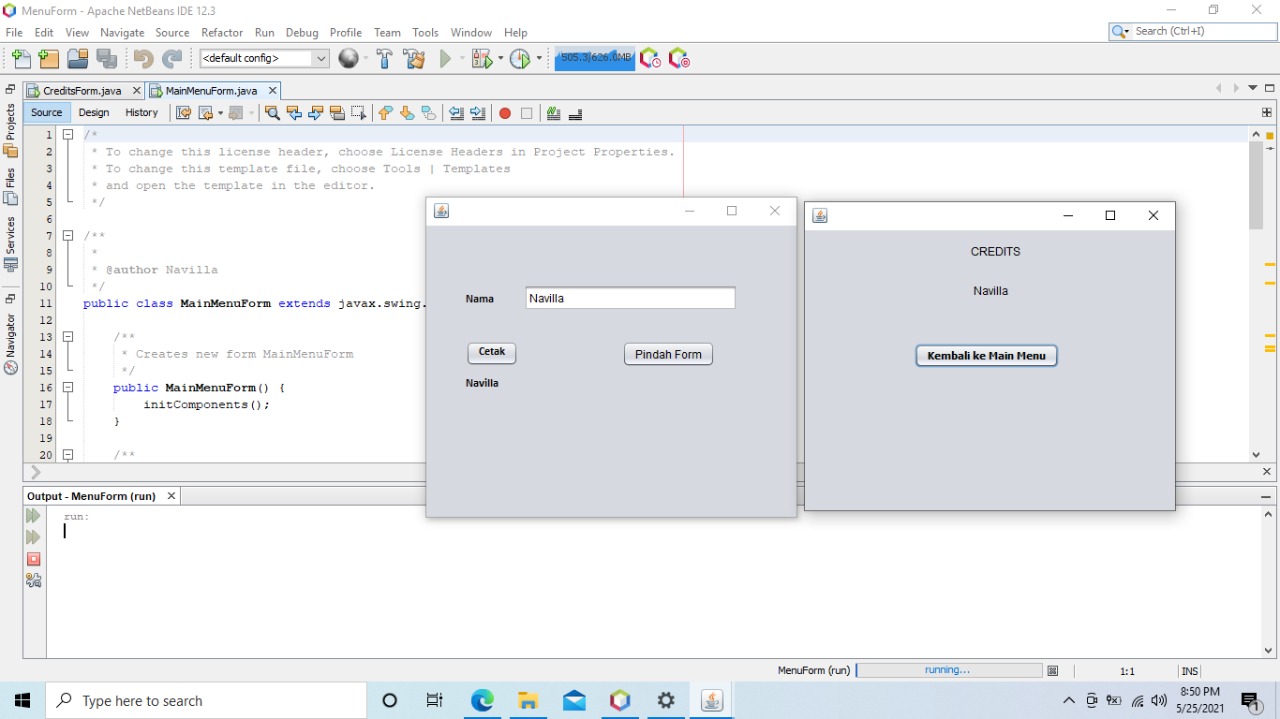 MenuForm - Apache NetBeans IDE 12.3
File Edit View Navigate Source Refactor Run Debug Profile Team Tools Window Help
Search (Ctrl+I)
<default config>
505.3/626.0MB
CreditsForm.java
MainMenuForm.java
Source Design History
Projects
Files
Services
Navigator
1 /*
2 * To change this license header, choose License Headers in Project Properties.
3 * To change this template file, choose Tools | Templates
4 * and open the template in the editor.
5 */
6
7 /**
8 *
9 * @author Navilla
10 */
11 public class MainMenuForm extends javax.swing.
12
13 /**
14 * Creates new form MainMenuForm
15 */
16 public MainMenuForm() {
17 initComponents();
18 }
19
20 /**
Nama
Navilla
Cetak
Pindah Form
Navilla
CREDITS
Navilla
Kembali ke Main Menu
Output - MenuForm (run)
run:
MenuForm (run)
running...
1:1
INS
Type here to search
8:50 PM
5/25/2021
1